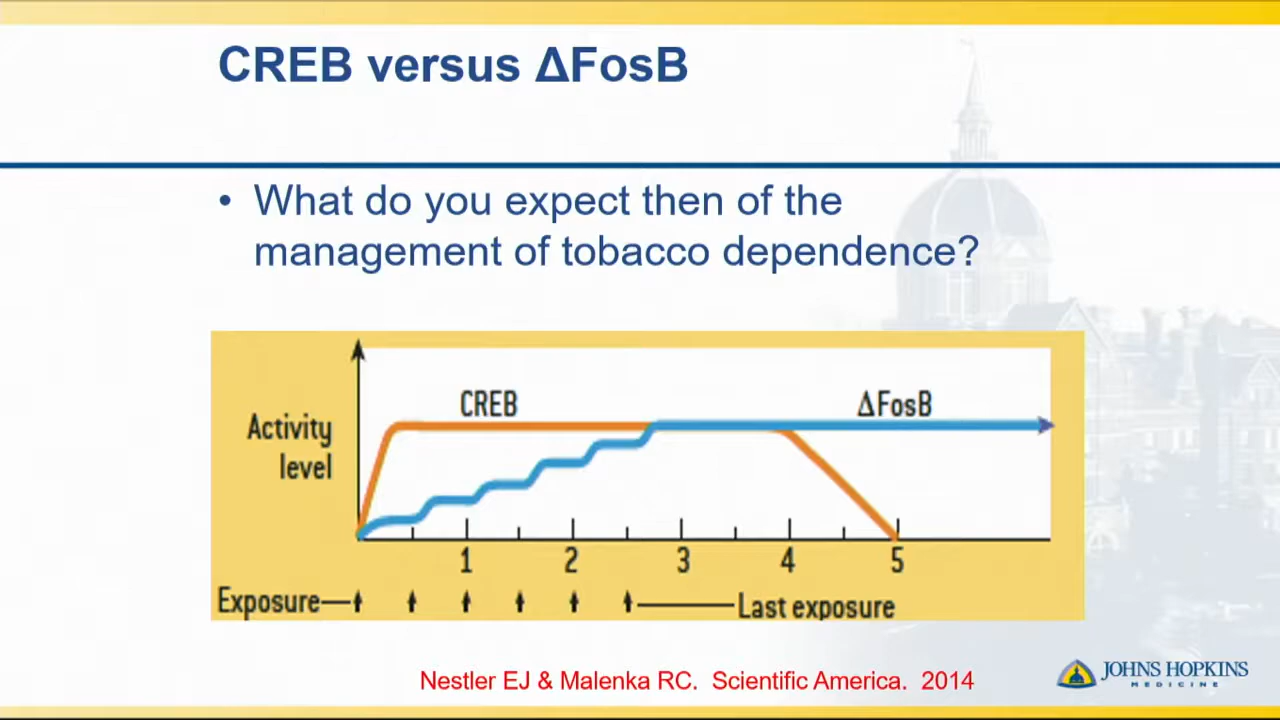 CREB versus ΔFosB
• What do you expect then of the
management of tobacco dependence?
CREB
ΔFosB
Activity
level
1 2 3 4 5
Exposure
Last exposure
Nestler EJ & Malenka RC. Scientific America. 2014
JOHNS HOPKINS
MEDICINE